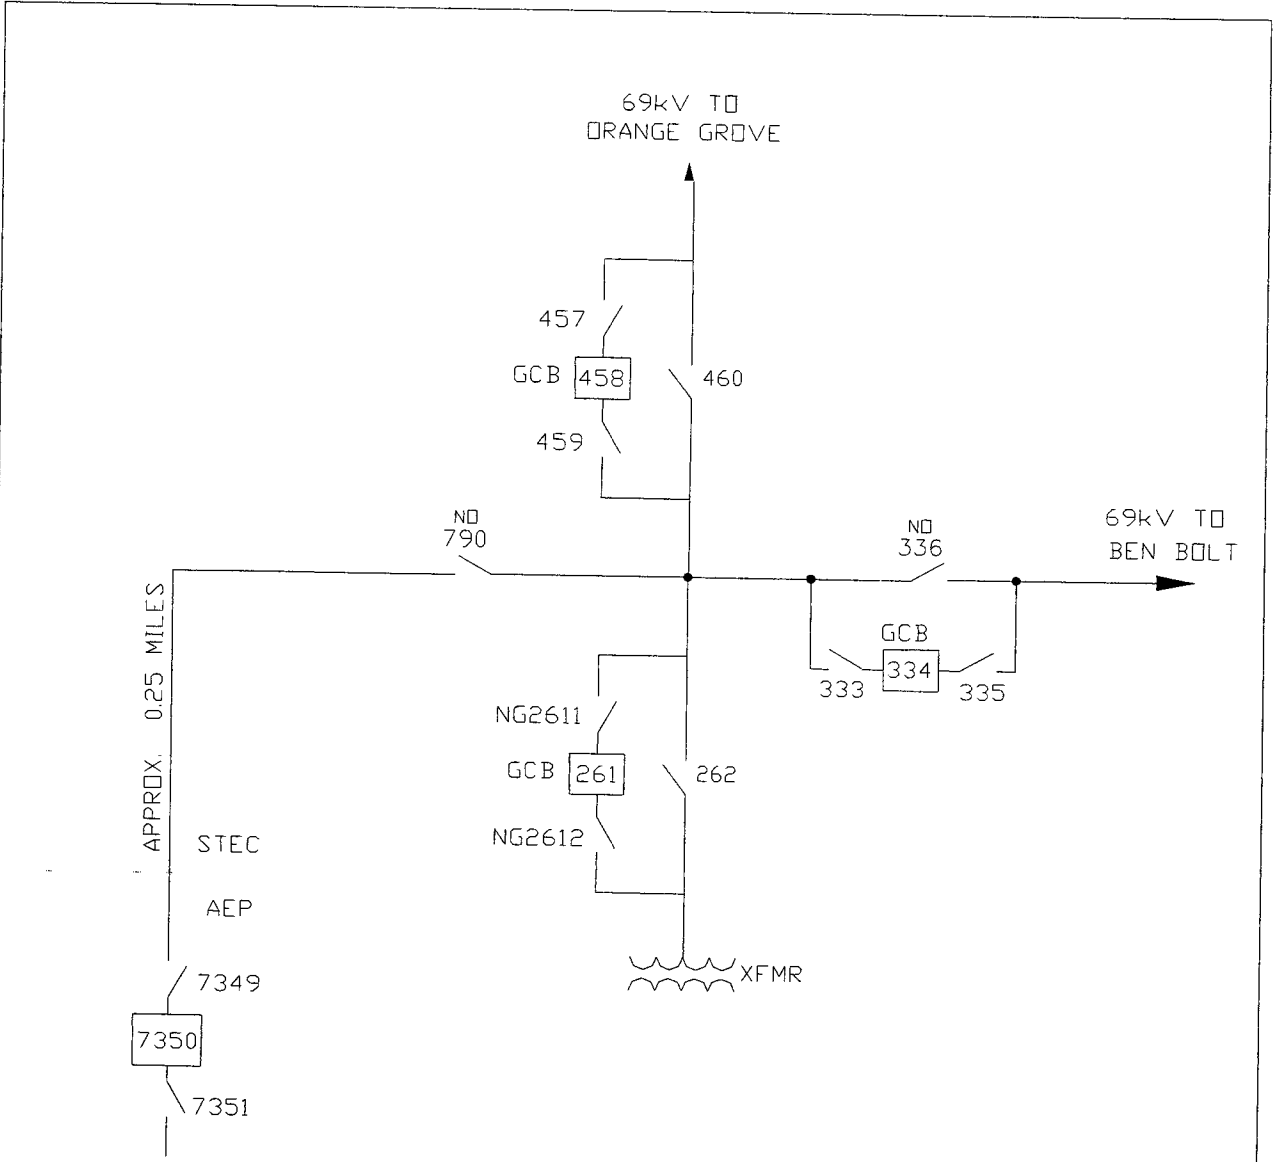 69kV TO
ORANGE GROVE
457
GCB 458
460
459
NO
790
NO
336
69kV TO
BEN BOLT
GCB
333
334
335
APPROX. 0.25 MILES
NG2611
GCB 261
262
NG2612
STEC
AEP
XFMR
7349
7350
7351